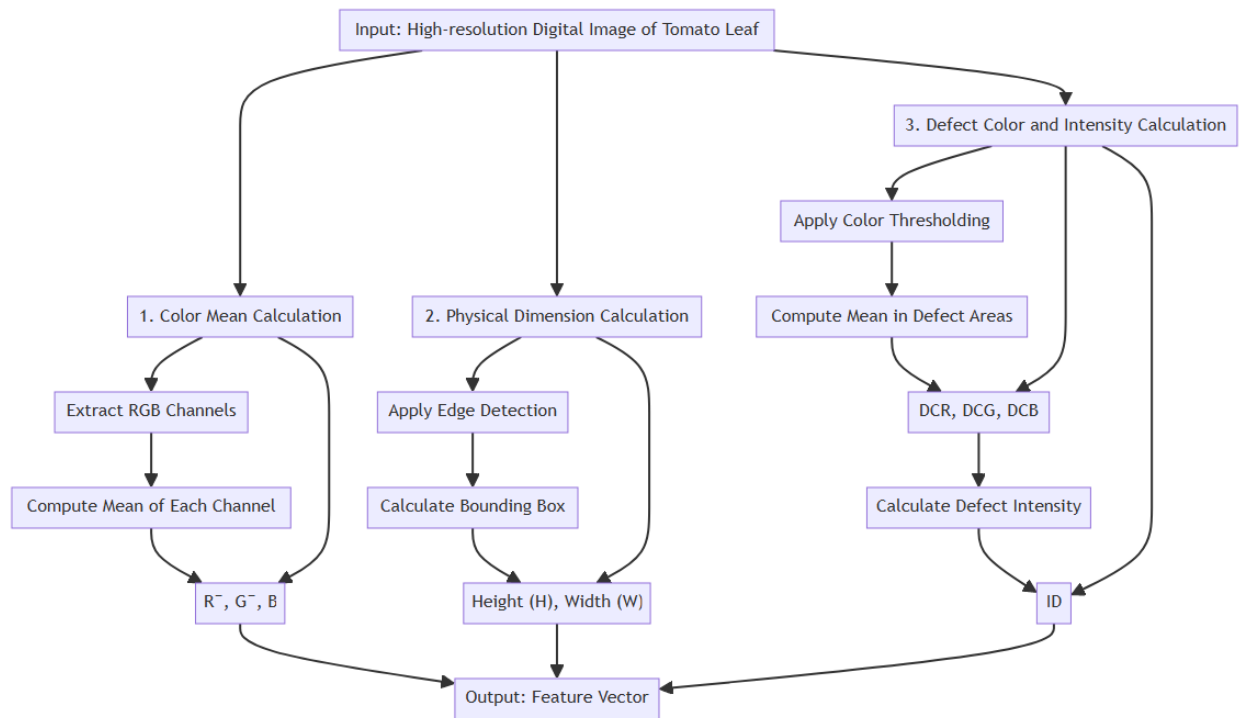 Input: High-resolution Digital Image of Tomato Leaf
3. Defect Color and Intensity Calculation
Apply Color Thresholding
1. Color Mean Calculation
2. Physical Dimension Calculation
Compute Mean in Defect Areas
Extract RGB Channels
Apply Edge Detection
DCR, DCG, DCB
Compute Mean of Each Channel
Calculate Bounding Box
Calculate Defect Intensity
R⁻, G⁻, B
Height (H), Width (W)
ID
Output: Feature Vector